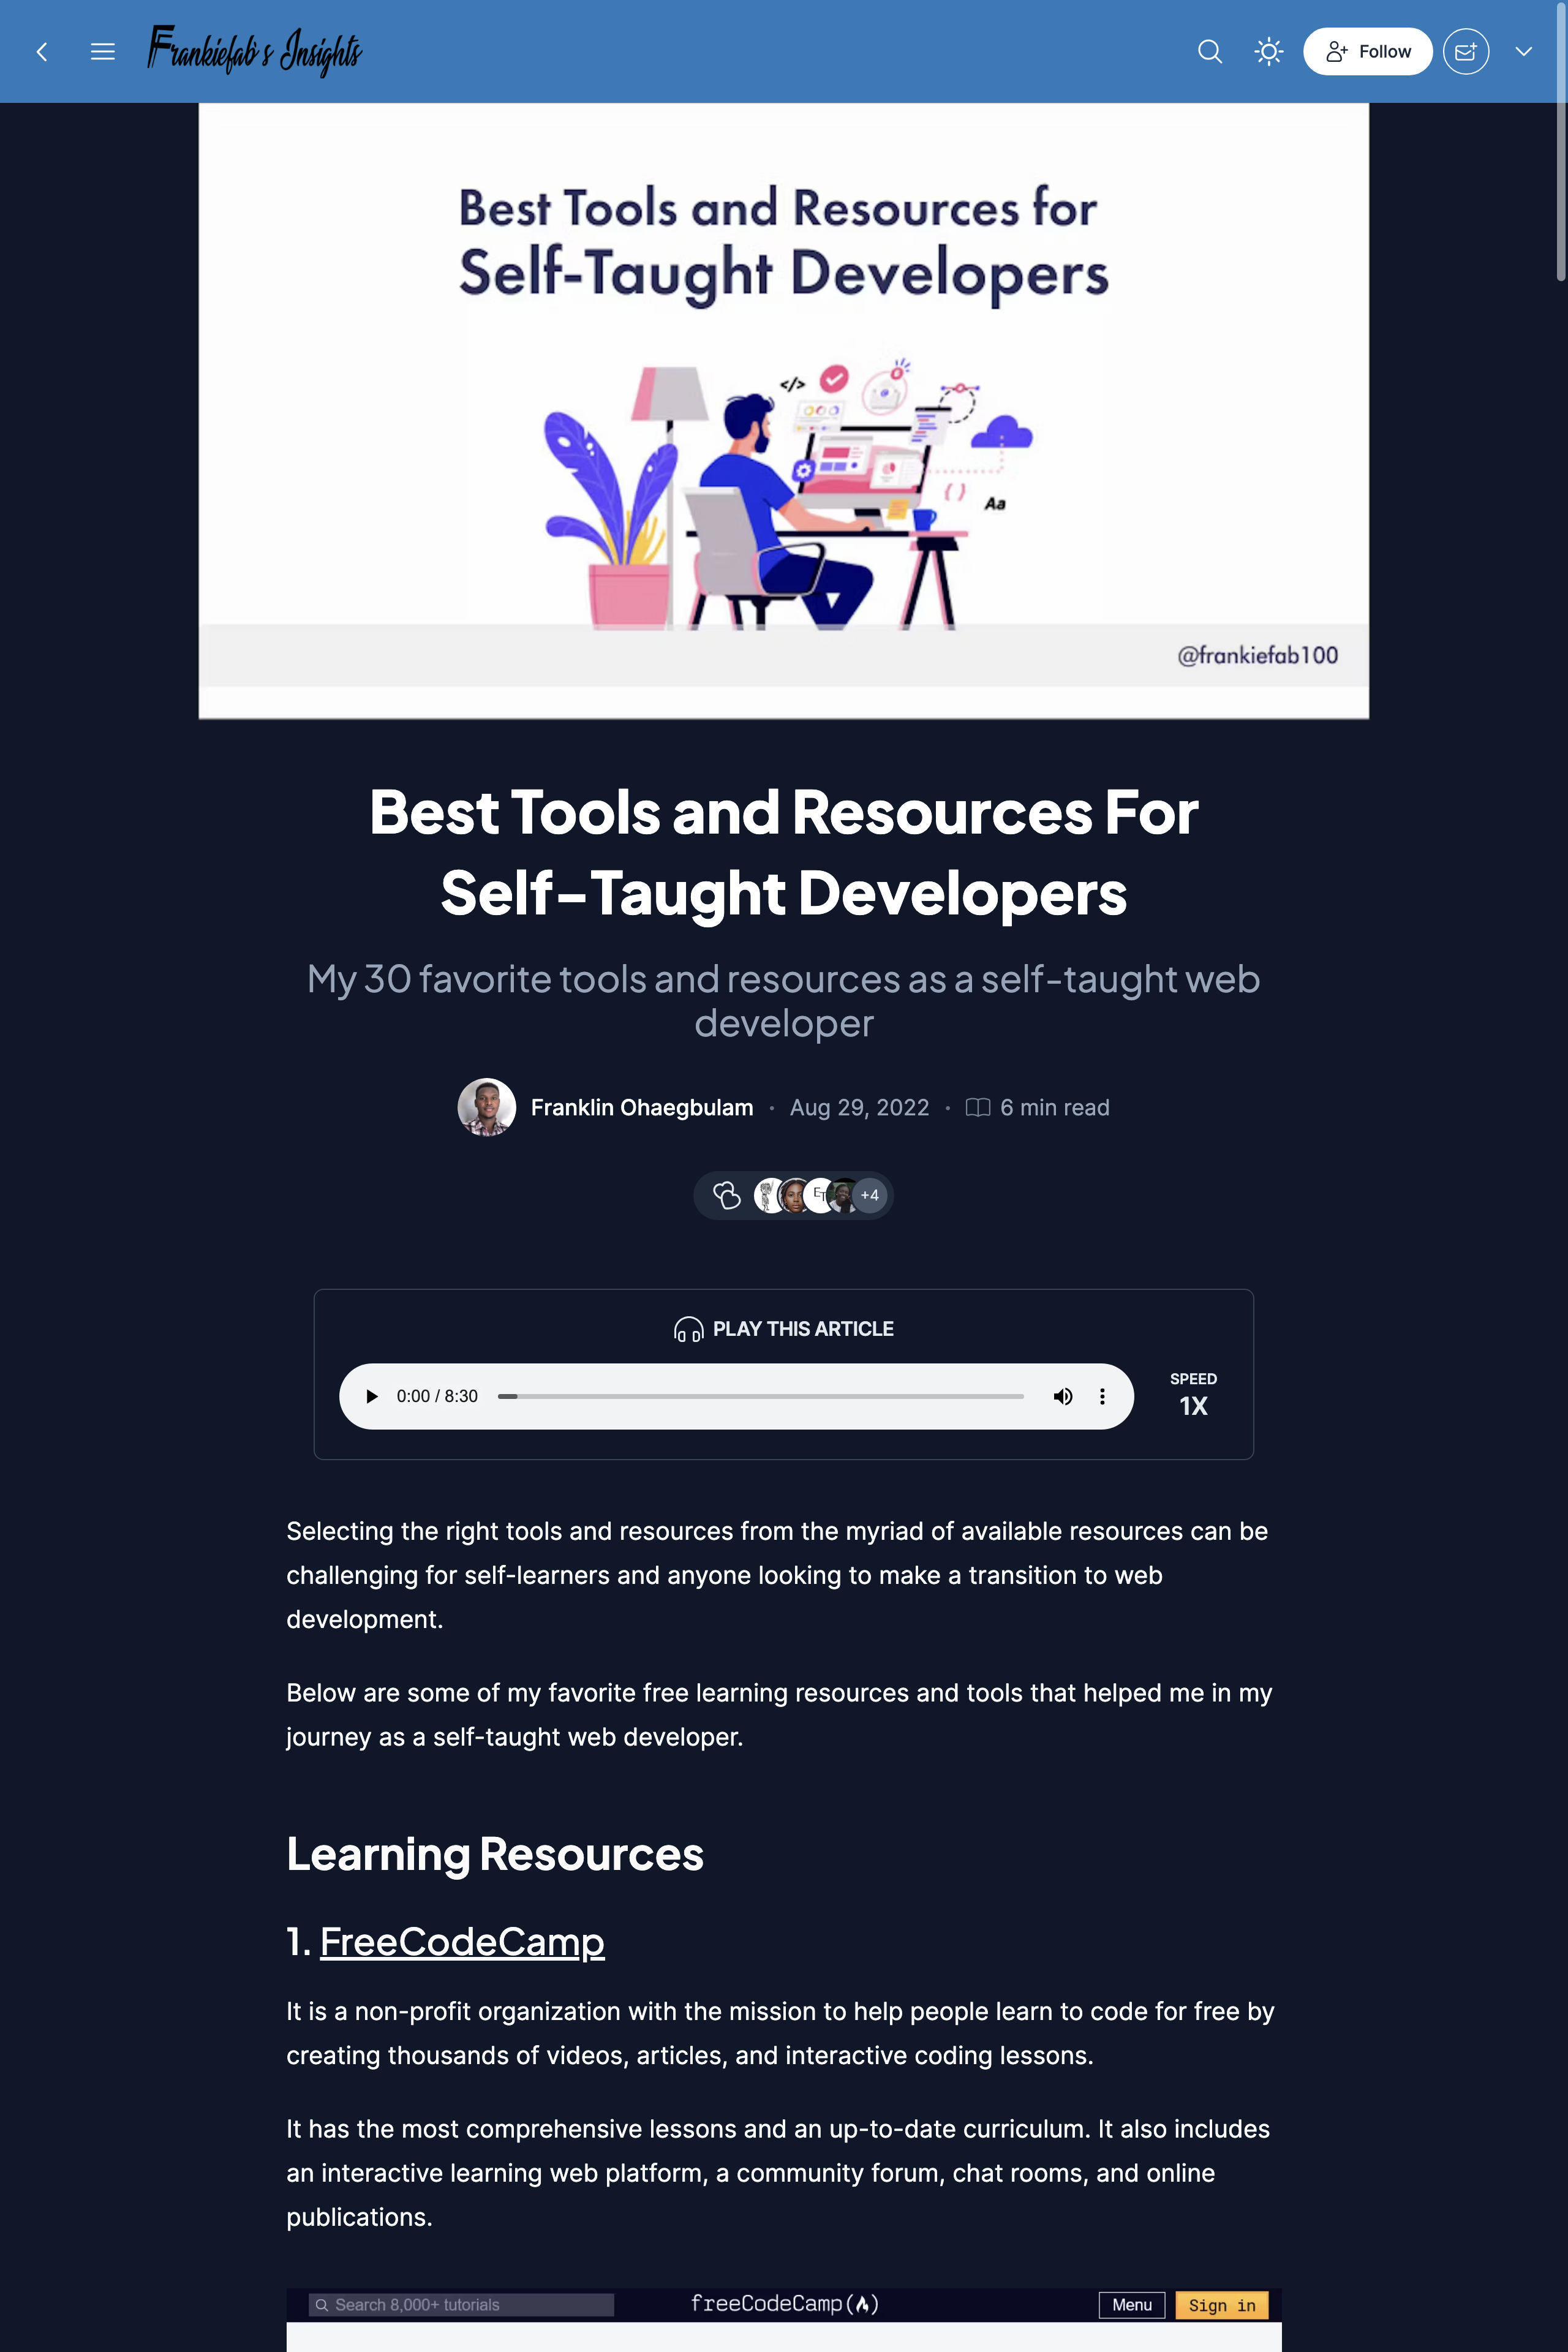 Frankiefab's Insights
Follow
Best Tools and Resources for
Self-Taught Developers
</>
{ }
Aa
@frankiefab100
Best Tools and Resources For
Self-Taught Developers
My 30 favorite tools and resources as a self-taught web
developer
Franklin Ohaegbulam · Aug 29, 2022 · 6 min read
ET
+4
PLAY THIS ARTICLE
0:00 / 8:30
SPEED
1X
Selecting the right tools and resources from the myriad of available resources can be
challenging for self-learners and anyone looking to make a transition to web
development.
Below are some of my favorite free learning resources and tools that helped me in my
journey as a self-taught web developer.
Learning Resources
1. FreeCodeCamp
It is a non-profit organization with the mission to help people learn to code for free by
creating thousands of videos, articles, and interactive coding lessons.
It has the most comprehensive lessons and an up-to-date curriculum. It also includes
an interactive learning web platform, a community forum, chat rooms, and online
publications.
Search 8,000+ tutorials
freeCodeCamp(🔥)
Menu
Sign in